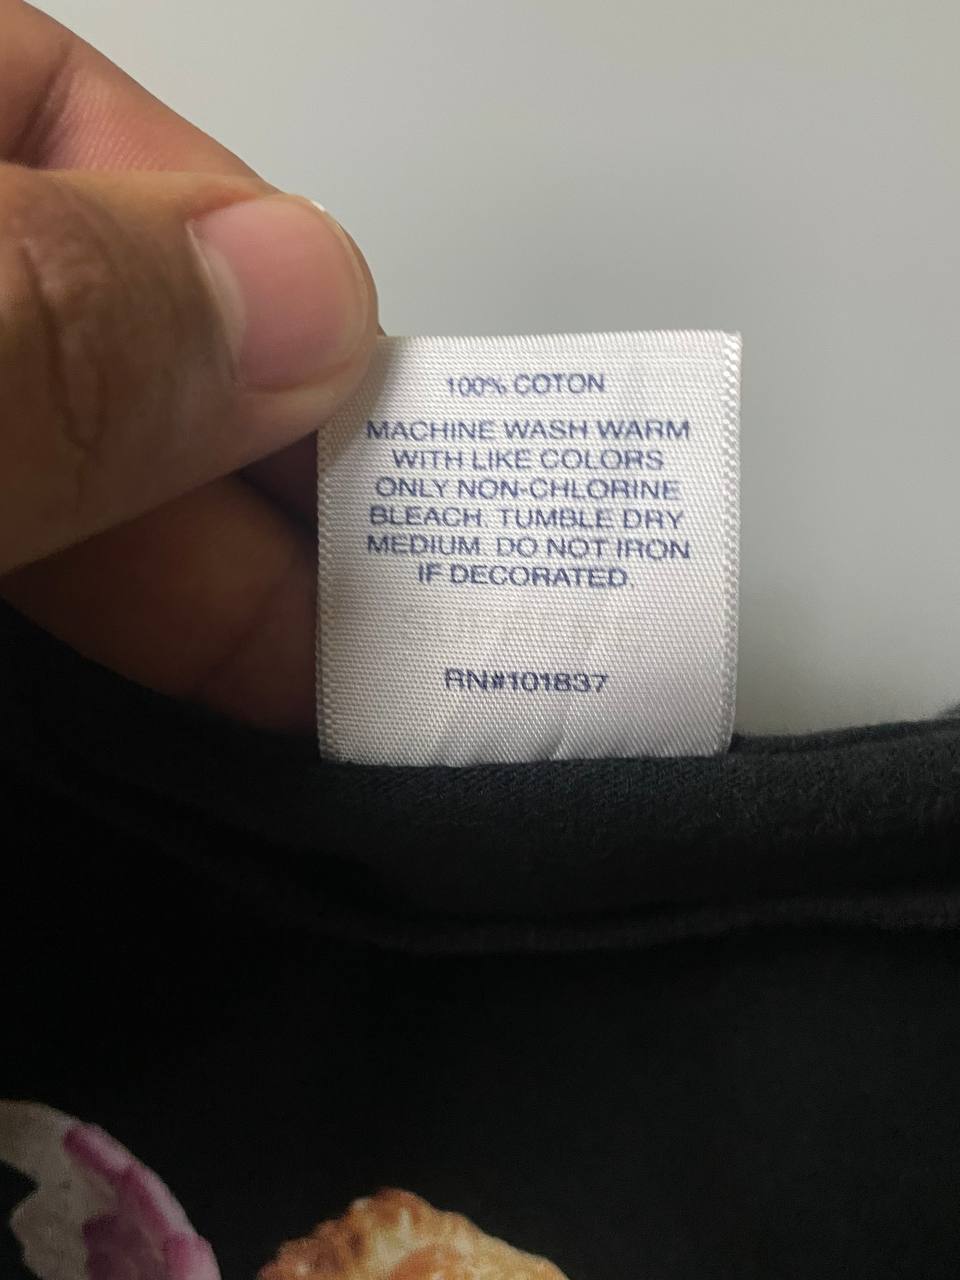 100% COTON
MACHINE WASH WARM
WITH LIKE COLORS
ONLY NON-CHLORINE
BLEACH. TUMBLE DRY
MEDIUM. DO NOT IRON
IF DECORATED.
RN#101837